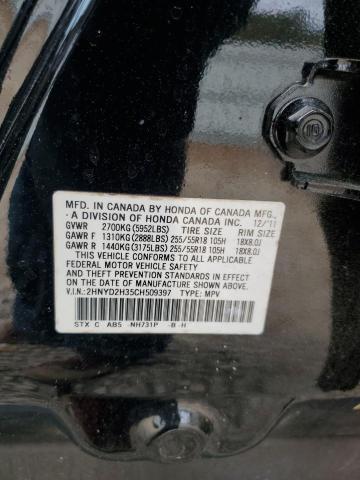 MFD. IN CANADA BY HONDA OF CANADA MFG.,
A DIVISION OF HONDA CANADA INC. 12/'11
GVWR 2700KG(5952LBS) TIRE SIZE RIM SIZE
GAWR F 1310KG(2888LBS) 255/55R18 105H 18X8.0J
GAWR R 1440KG(3175LBS) 255/55R18 105H 18X8.0J
THIS VEHICLE CONFORMS TO ALL APPLICABLE
FEDERAL MOTOR VEHICLE SAFETY, BUMPER, AND
THEFT PREVENTION STANDARDS IN EFFECT ON THE
DATE OF MANUFACTURE SHOWN ABOVE.
V.I.N.: 2HNYD2H35CH509397 TYPE: MPV
STX C AB5 -NH731P -B -H
10